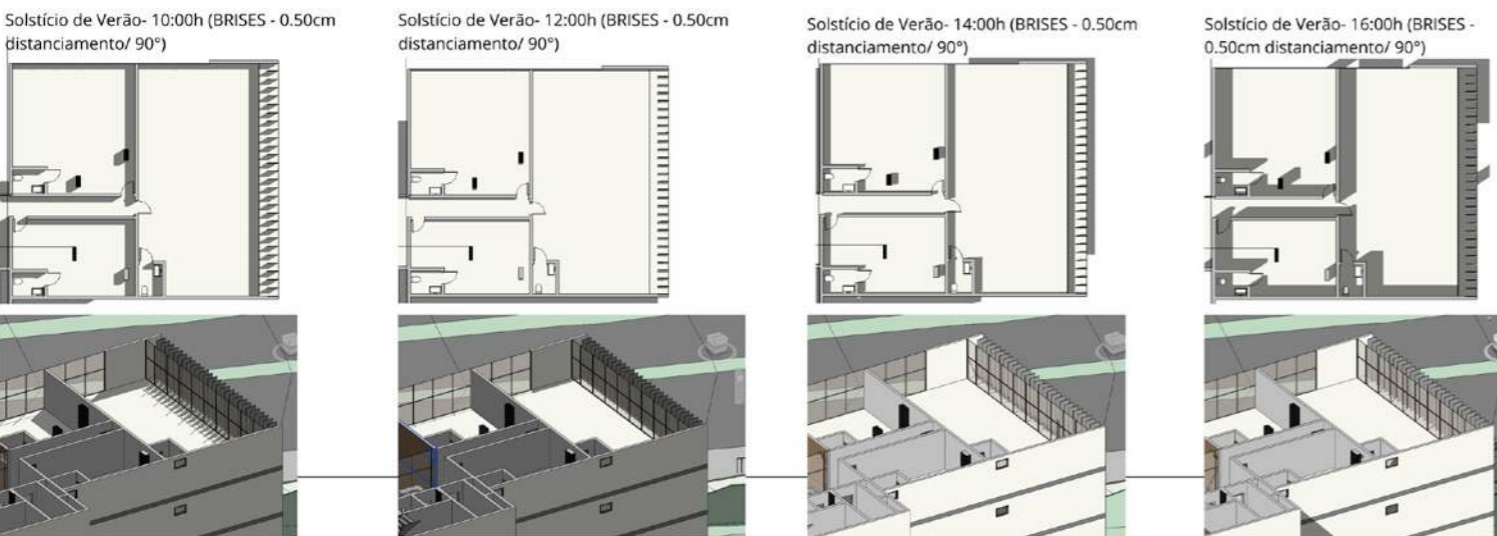 Solstício de Verão- 10:00h (BRISES - 0.50cm
distanciamento/ 90°)
Solstício de Verão- 12:00h (BRISES - 0.50cm
distanciamento/ 90°)
Solstício de Verão- 14:00h (BRISES - 0.50cm
distanciamento/ 90°)
Solstício de Verão- 16:00h (BRISES -
0.50cm distanciamento/ 90°)